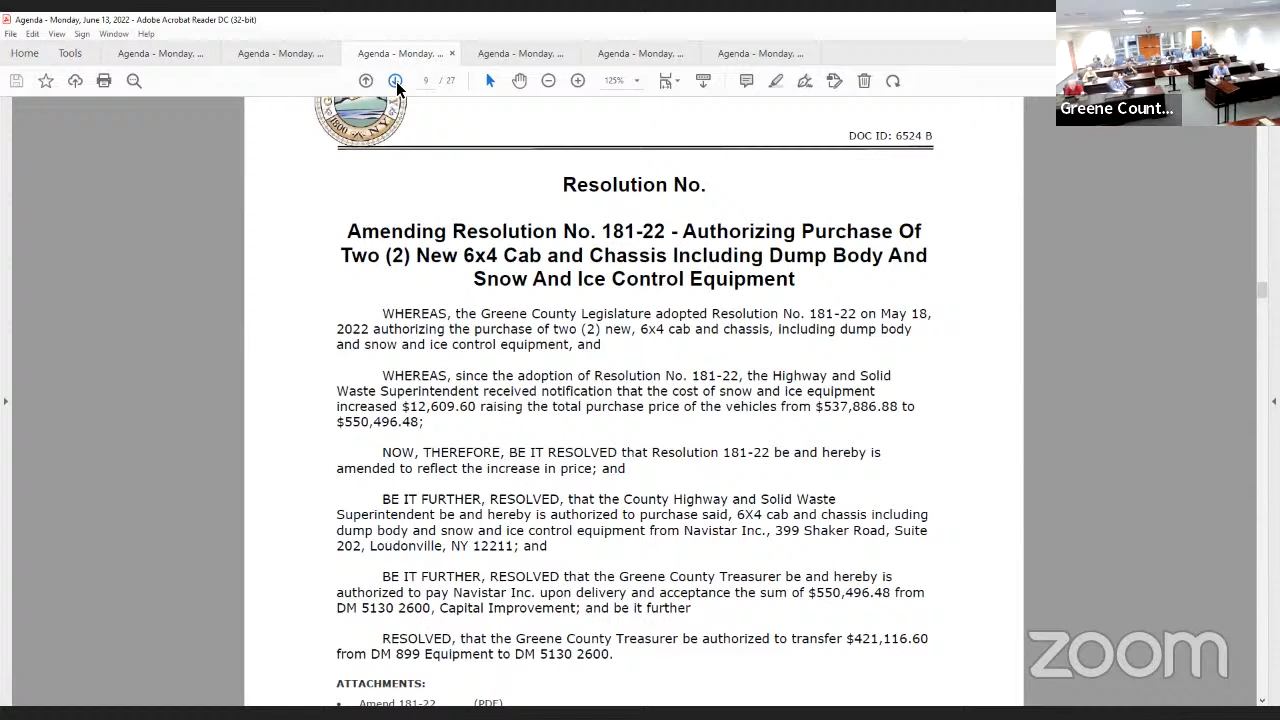 Agenda - Monday, June 13, 2022 - Adobe Acrobat Reader DC (32-bit)
File Edit View Sign Window Help
Home Tools Agenda - Monday, ... Agenda - Monday, ... Agenda - Monday, ... × Agenda - Monday, ... Agenda - Monday, ... Agenda - Monday, ...
9 / 27 125%
Greene Count...
1800 N.Y
DOC ID: 6524 B
Resolution No.
Amending Resolution No. 181-22 - Authorizing Purchase Of
Two (2) New 6x4 Cab and Chassis Including Dump Body And
Snow And Ice Control Equipment
WHEREAS, the Greene County Legislature adopted Resolution No. 181-22 on May 18,
2022 authorizing the purchase of two (2) new, 6x4 cab and chassis, including dump body
and snow and ice control equipment, and
WHEREAS, since the adoption of Resolution No. 181-22, the Highway and Solid
Waste Superintendent received notification that the cost of snow and ice equipment
increased $12,609.60 raising the total purchase price of the vehicles from $537,886.88 to
$550,496.48;
NOW, THEREFORE, BE IT RESOLVED that Resolution 181-22 be and hereby is
amended to reflect the increase in price; and
BE IT FURTHER, RESOLVED, that the County Highway and Solid Waste
Superintendent be and hereby is authorized to purchase said, 6X4 cab and chassis including
dump body and snow and ice control equipment from Navistar Inc., 399 Shaker Road, Suite
202, Loudonville, NY 12211; and
BE IT FURTHER, RESOLVED that the Greene County Treasurer be and hereby is
authorized to pay Navistar Inc. upon delivery and acceptance the sum of $550,496.48 from
DM 5130 2600, Capital Improvement; and be it further
RESOLVED, that the Greene County Treasurer be authorized to transfer $421,116.60
from DM 899 Equipment to DM 5130 2600.
ATTACHMENTS:
• Amend 181-22 (PDF)
zoom